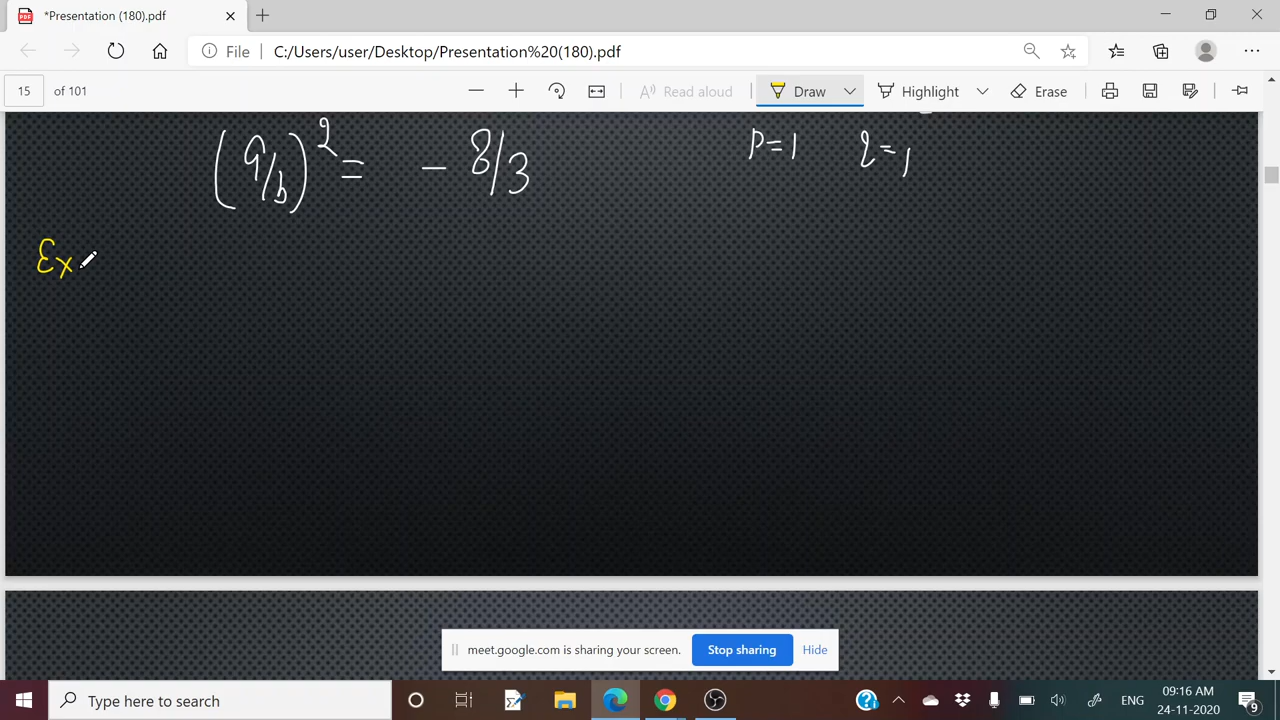 *Presentation (180).pdf
File C:/Users/user/Desktop/Presentation%20(180).pdf
15 of 101 Read aloud Draw Highlight Erase
(a/b)² = - 8/3 p=1 q=1
Ex
meet.google.com is sharing your screen. Stop sharing Hide
Type here to search ENG 09:16 AM
24-11-2020 9